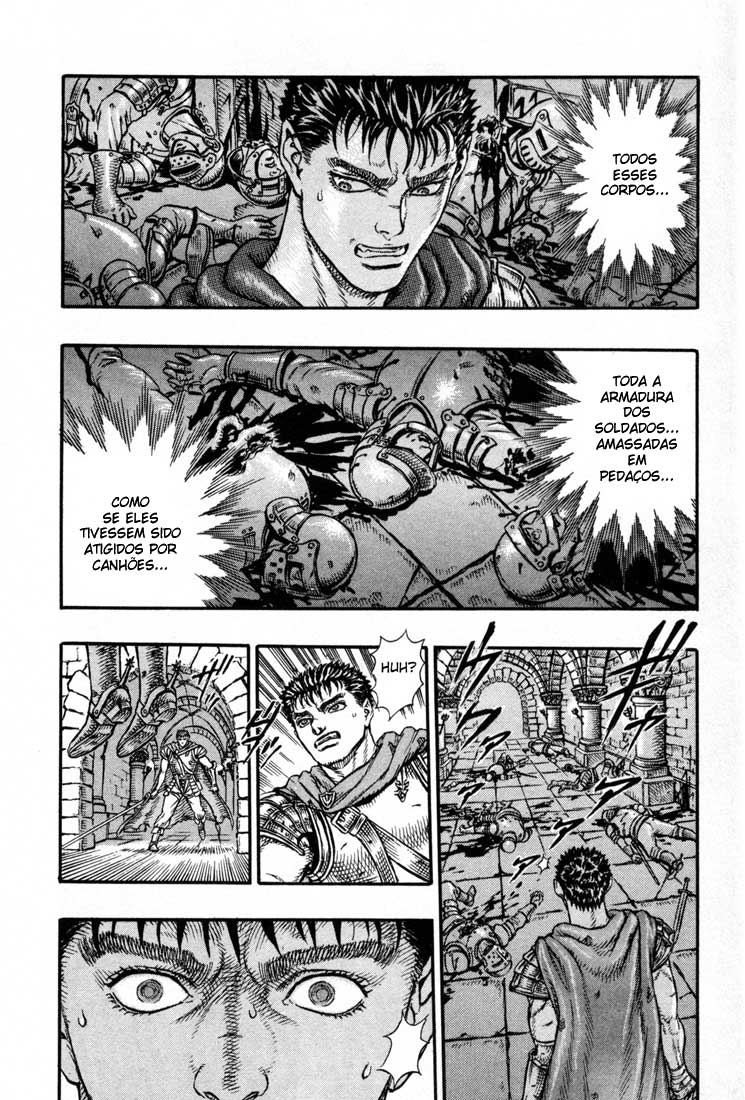 TODOS
ESSES
CORPOS...
TODA A
ARMADURA
DOS
SOLDADOS...
AMASSADAS
EM
PEDAÇOS...
COMO
SE ELES
TIVESSEM SIDO
ATIGIDOS POR
CANHÕES...
HUH?